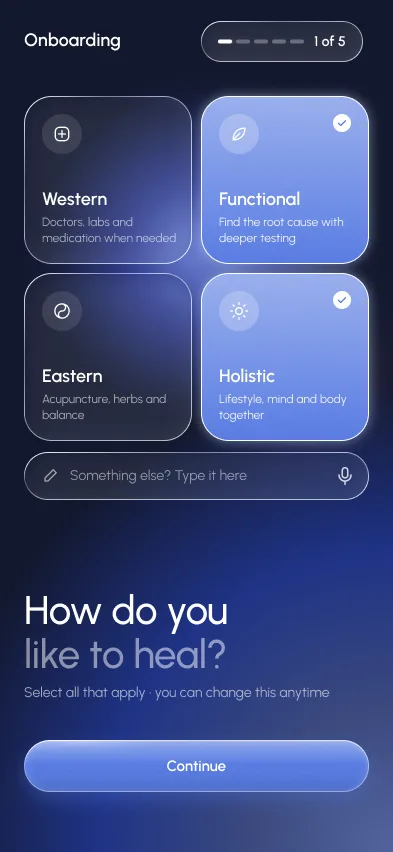 Onboarding
1 of 5
Western
Doctors, labs and
medication when needed
Functional
Find the root cause with
deeper testing
Eastern
Acupuncture, herbs and
balance
Holistic
Lifestyle, mind and body
together
Something else? Type it here
How do you
like to heal?
Select all that apply · you can change this anytime
Continue